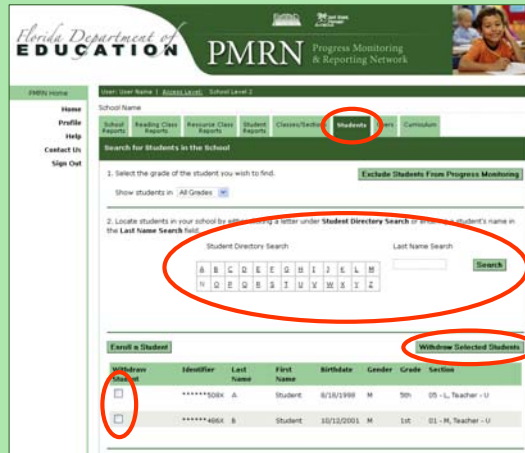 Florida Department of
EDUCATION
PMRN
Progress Monitoring
& Reporting Network
PMRN Home
User: User Name | Access Level: School Level 2
Home
Profile
Help
Contact Us
Sign Out
School Name
School Reports
Reading Class Reports
Resource Class Reports
Student Reports
Classes/Sections
Students
Users
Curriculum
Search for Students in the School
1. Select the grade of the student you wish to find.
Exclude Students From Progress Monitoring
Show students in All Grades
2. Locate students in your school by either a letter under Student Directory Search or a student's name in
the Last Name Search field.
Student Directory Search
Last Name Search
A B C D E F G H I J K L M
N O P Q R S T U V W X Y Z
Search
Enroll a Student
Withdraw Selected Students
Withdraw Student
Identifier
Last Name
First Name
Birthdate
Gender
Grade
Section
******508X A Student 8/18/1998 M 5th 05 - L, Teacher - U
******486X B Student 10/12/2001 M 1st 01 - M, Teacher - U